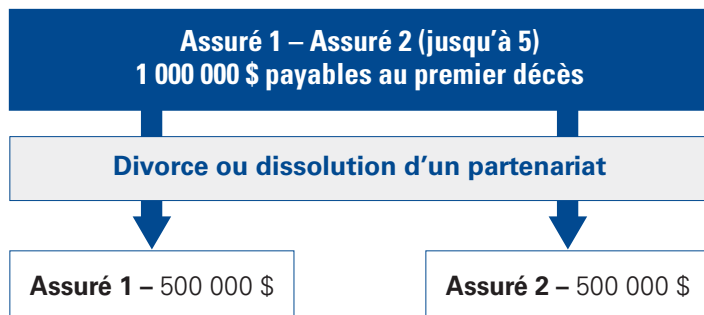 Assuré 1 – Assuré 2 (jusqu’à 5)
1 000 000 $ payables au premier décès
Divorce ou dissolution d’un partenariat
Assuré 1 – 500 000 $
Assuré 2 – 500 000 $